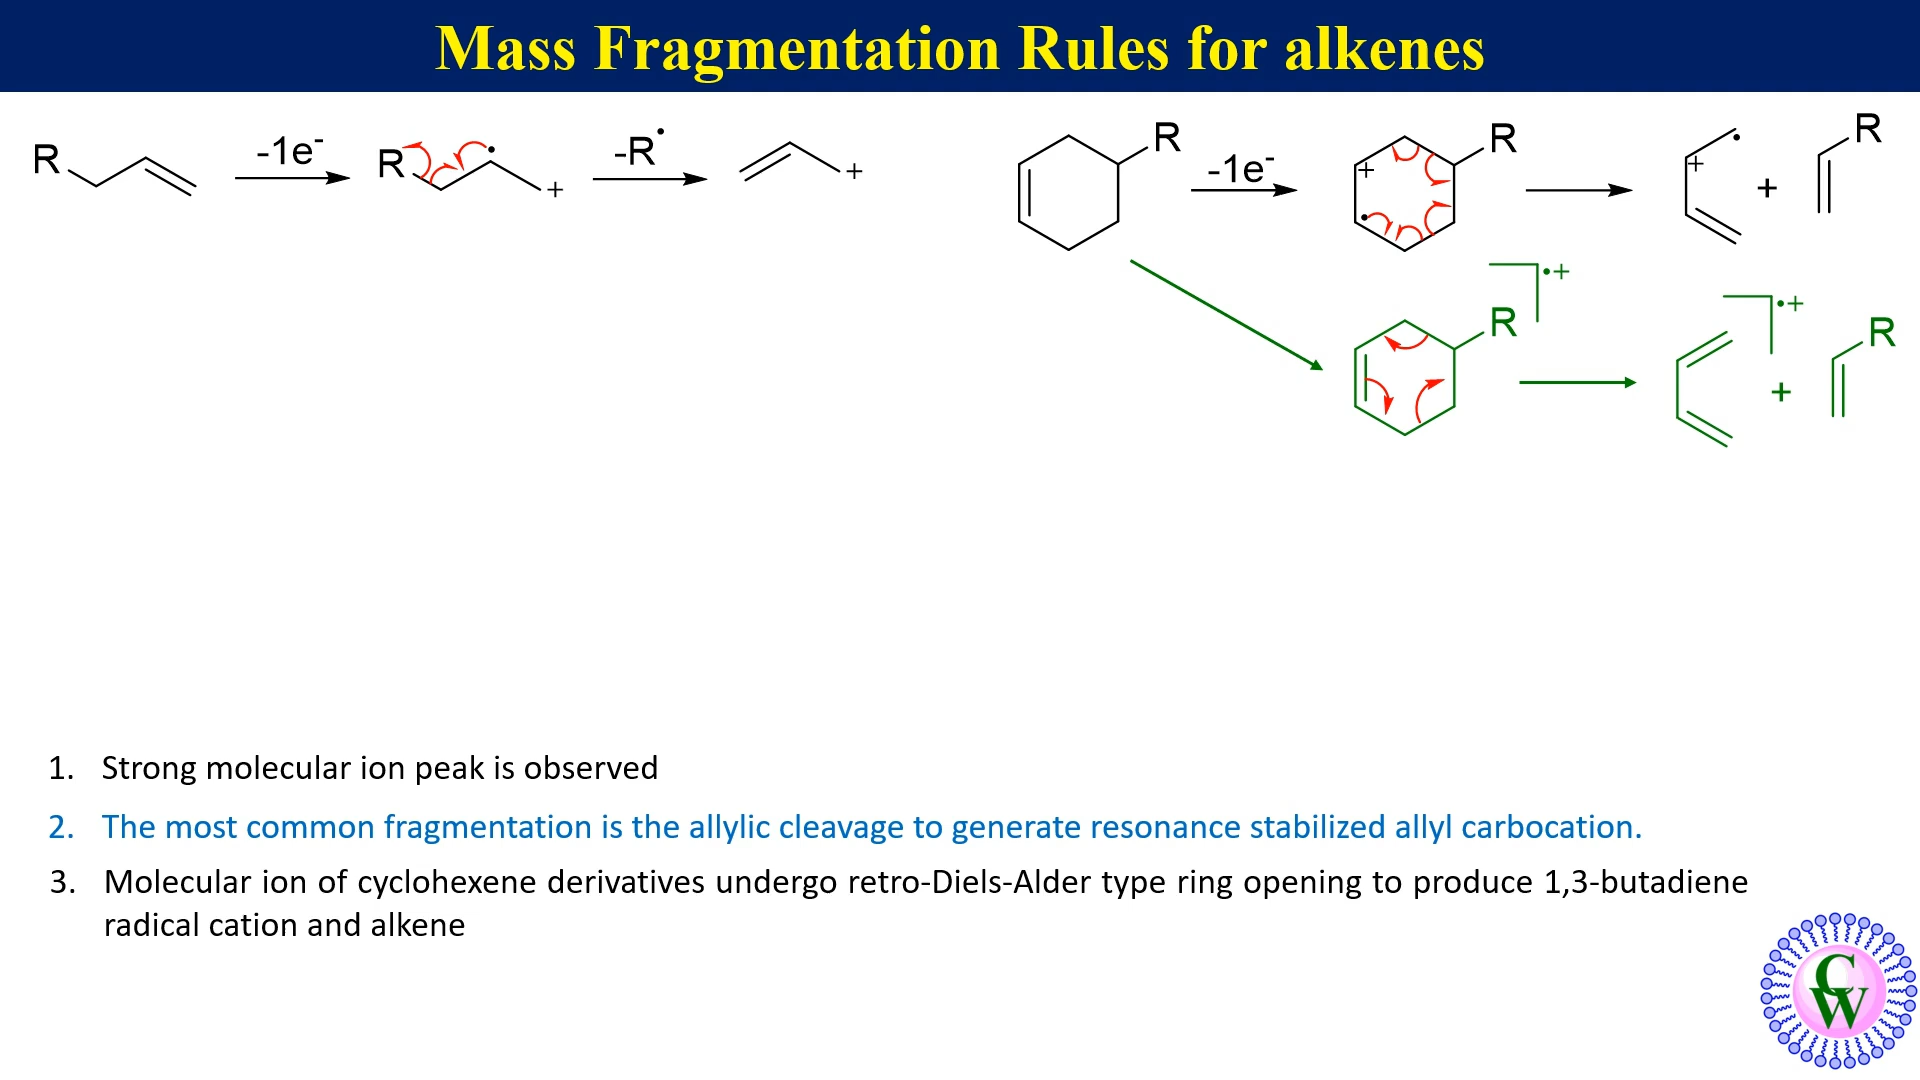 Mass Fragmentation Rules for alkenes
R -1e⁻ R • + -R• +
R -1e⁻ + • R • + + R
R •+ •+ + R
1. Strong molecular ion peak is observed
2. The most common fragmentation is the allylic cleavage to generate resonance stabilized allyl carbocation.
3. Molecular ion of cyclohexene derivatives undergo retro-Diels-Alder type ring opening to produce 1,3-butadiene
radical cation and alkene
C
W